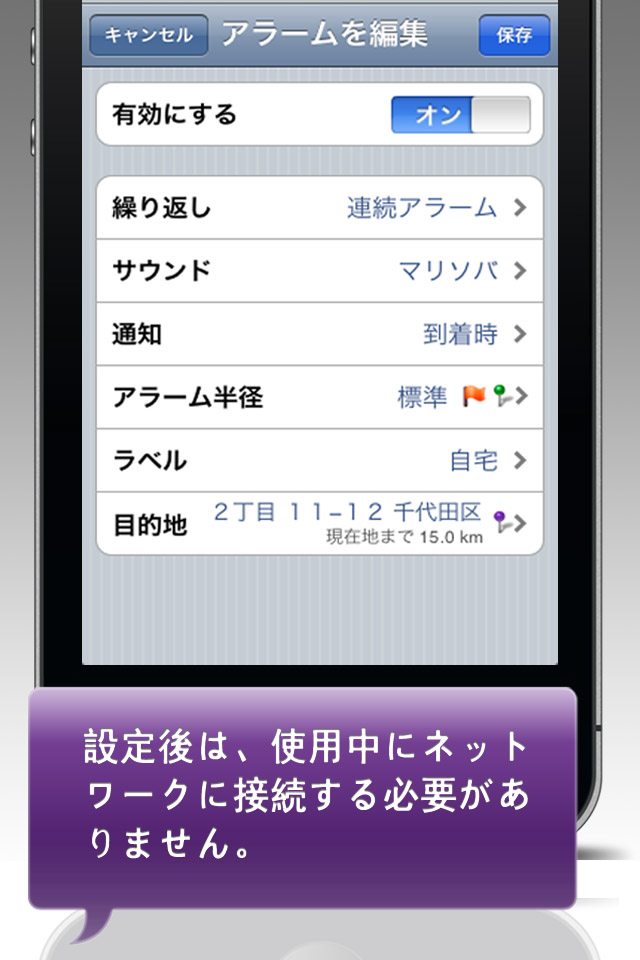 キャンセル アラームを編集 保存
有効にする オン
繰り返し 連続アラーム
サウンド マリソバ
通知 到着時
アラーム半径 標準
ラベル 自宅
目的地 2丁目 11−12 千代田区
現在地まで 15.0 km
設定後は、使用中にネット
ワークに接続する必要があ
りません。